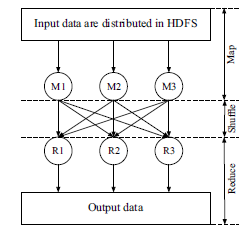 Input data are distributed in HDFS
Map
M1 M2 M3
Shuffle
R1 R2 R3
Reduce
Output data